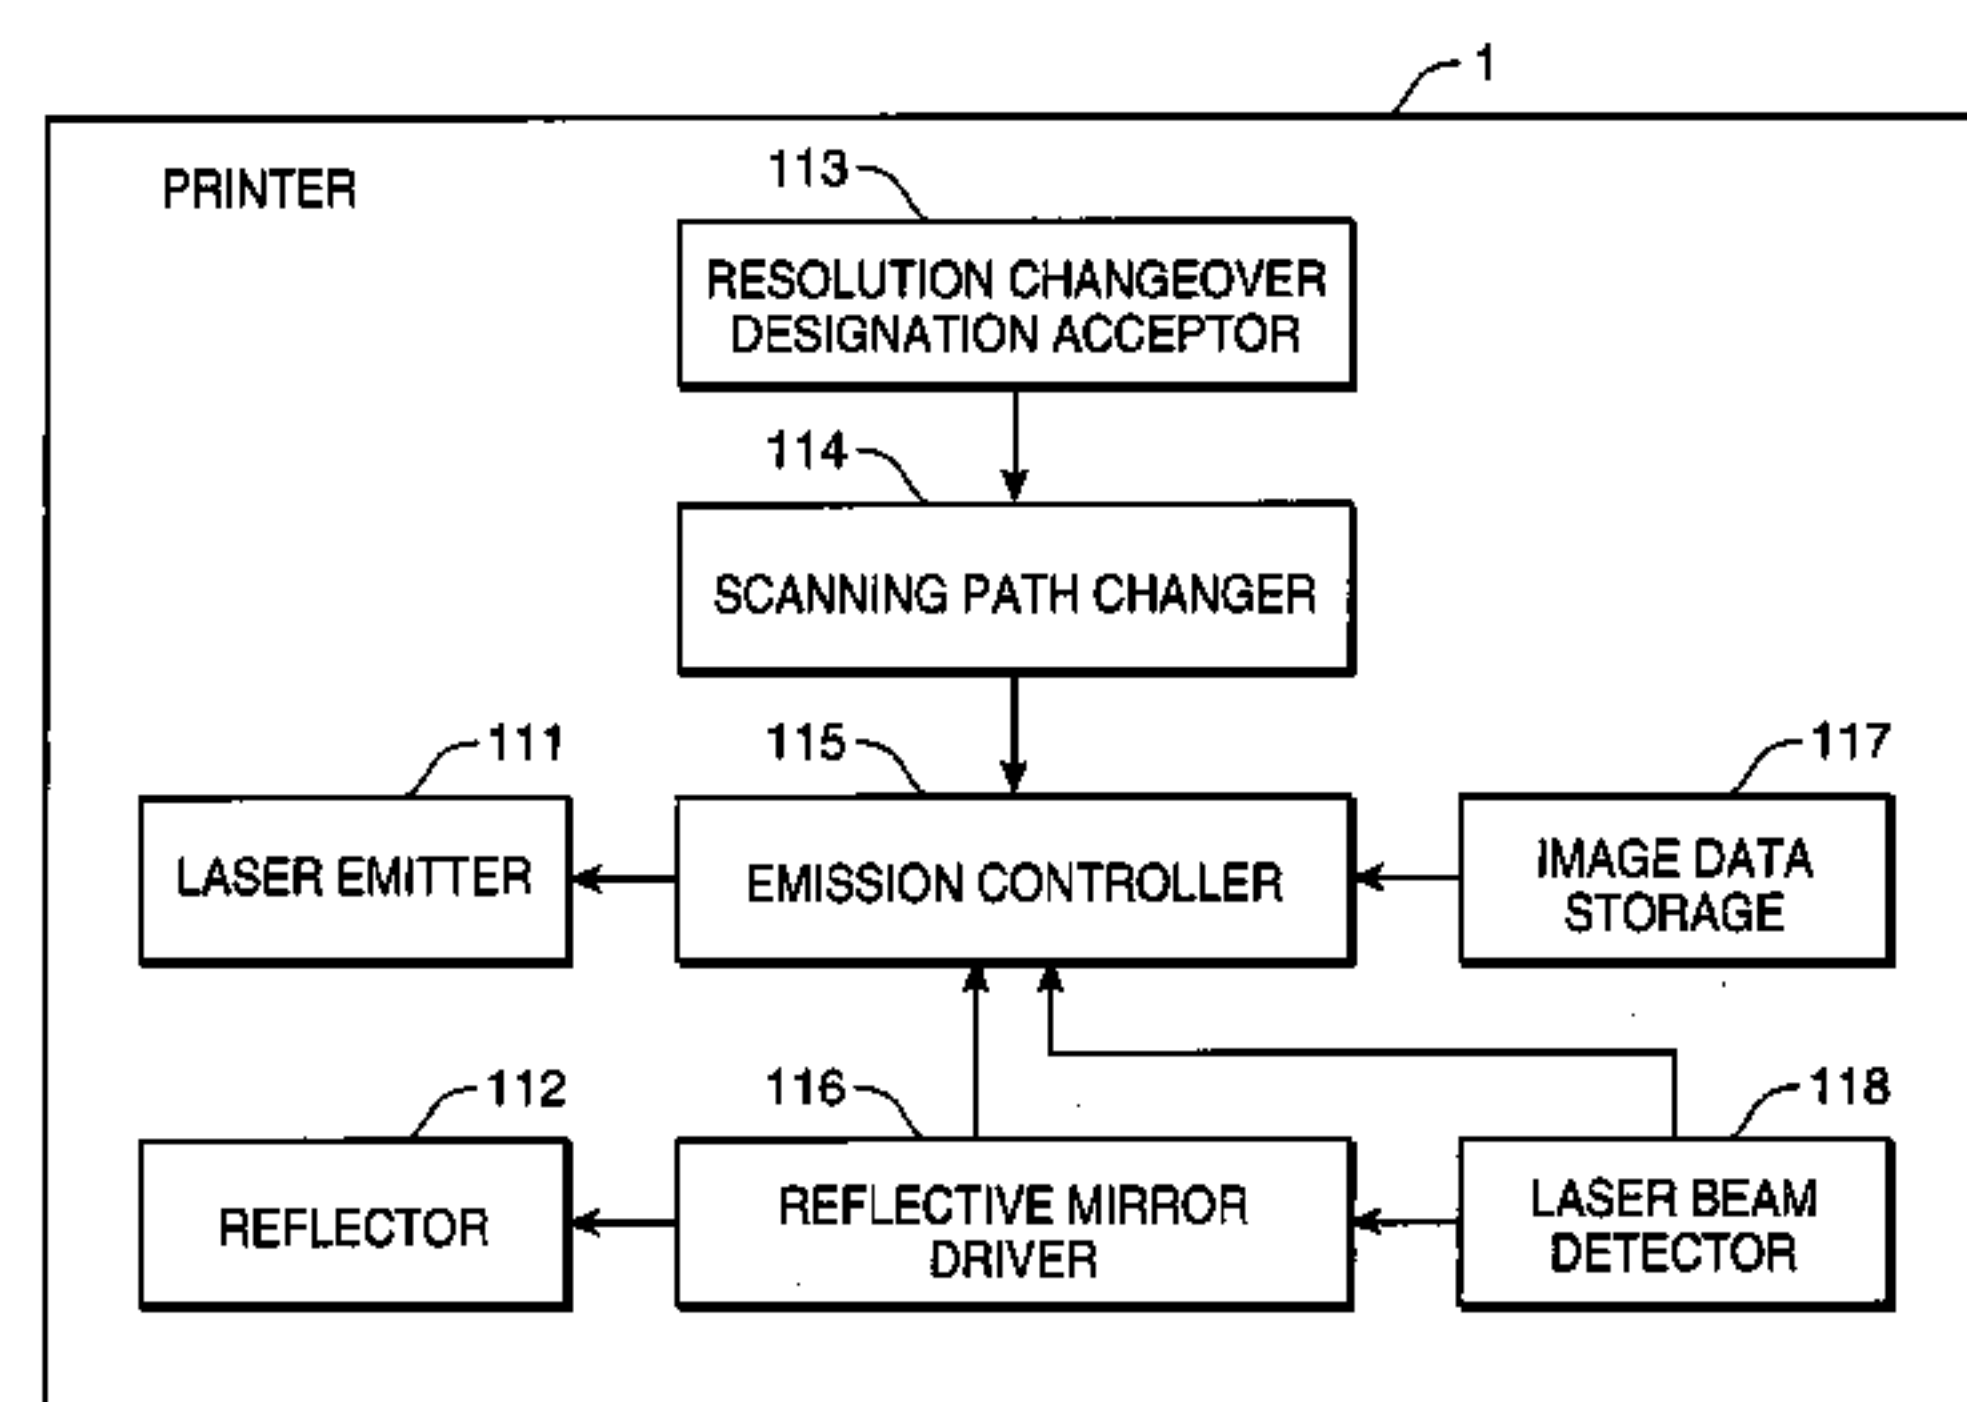 1
PRINTER
113
RESOLUTION CHANGEOVER
DESIGNATION ACCEPTOR
114
SCANNING PATH CHANGER
111
115
117
LASER EMITTER
EMISSION CONTROLLER
IMAGE DATA
STORAGE
112
116
118
REFLECTOR
REFLECTIVE MIRROR
DRIVER
LASER BEAM
DETECTOR